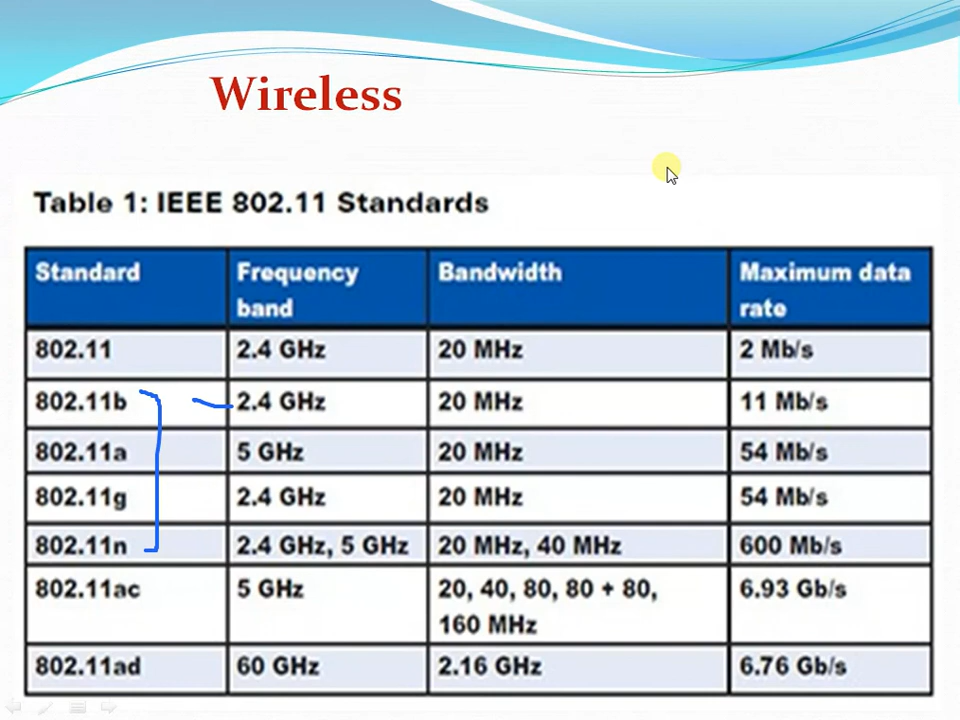 Wireless
Table 1: IEEE 802.11 Standards
Standard Frequency band Bandwidth Maximum data rate
802.11 2.4 GHz 20 MHz 2 Mb/s
802.11b 2.4 GHz 20 MHz 11 Mb/s
802.11a 5 GHz 20 MHz 54 Mb/s
802.11g 2.4 GHz 20 MHz 54 Mb/s
802.11n 2.4 GHz, 5 GHz 20 MHz, 40 MHz 600 Mb/s
802.11ac 5 GHz 20, 40, 80, 80 + 80, 160 MHz 6.93 Gb/s
802.11ad 60 GHz 2.16 GHz 6.76 Gb/s